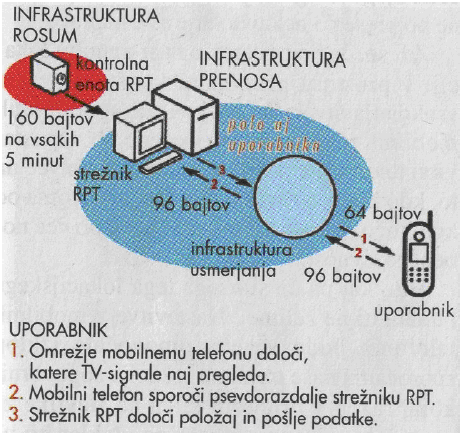 INFRASTRUKTURA
ROSUM
kontrolna
enota RPT
INFRASTRUKTURA
PRENOSA
160 bajtov
na vsakih
5 minut
položaj
uporabnika
strežnik
RPT
3
2
96 bajtov
64 bajtov
1
2
infrastruktura
usmerjanja
96 bajtov
uporabnik
UPORABNIK
1. Omrežje mobilnemu telefonu določi,
katere TV-signale naj pregleda.
2. Mobilni telefon sporoči psevdorazdalje strežniku RPT.
3. Strežnik RPT določi položaj in pošlje podatke.